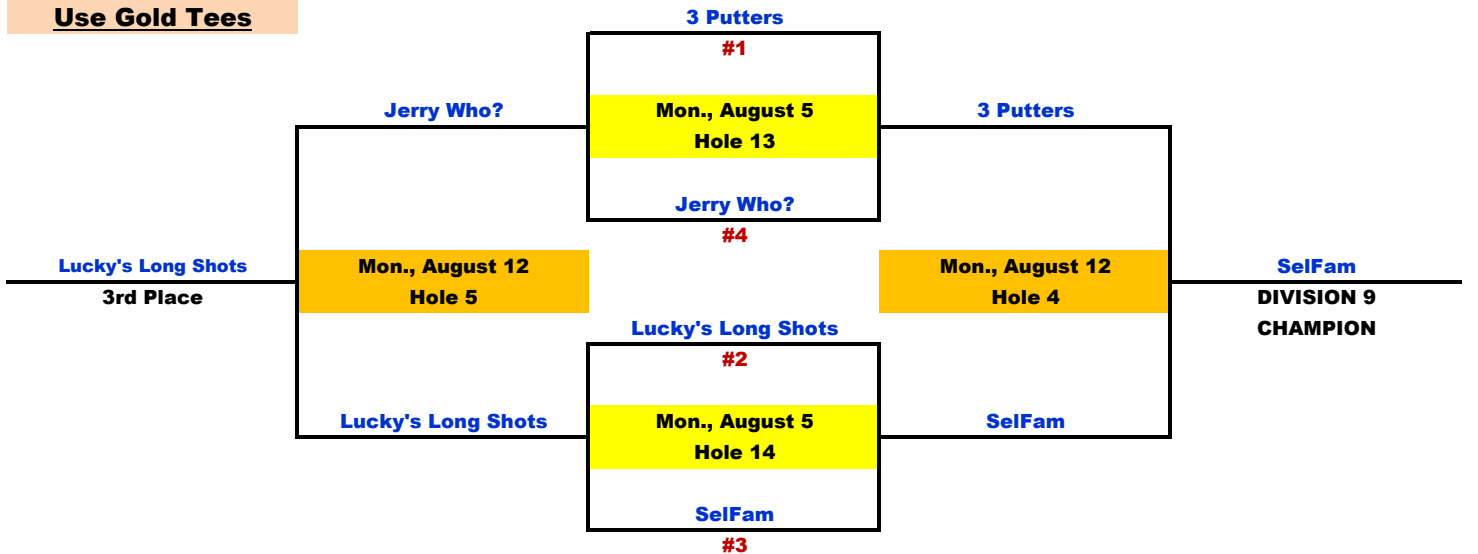 Use Gold Tees
3 Putters
#1
Jerry Who?
Mon., August 5
Hole 13
3 Putters
Jerry Who?
#4
Lucky's Long Shots
3rd Place
Mon., August 12
Hole 5
Mon., August 12
Hole 4
SelFam
DIVISION 9
CHAMPION
Lucky's Long Shots
#2
Lucky's Long Shots
Mon., August 5
Hole 14
SelFam
SelFam
#3